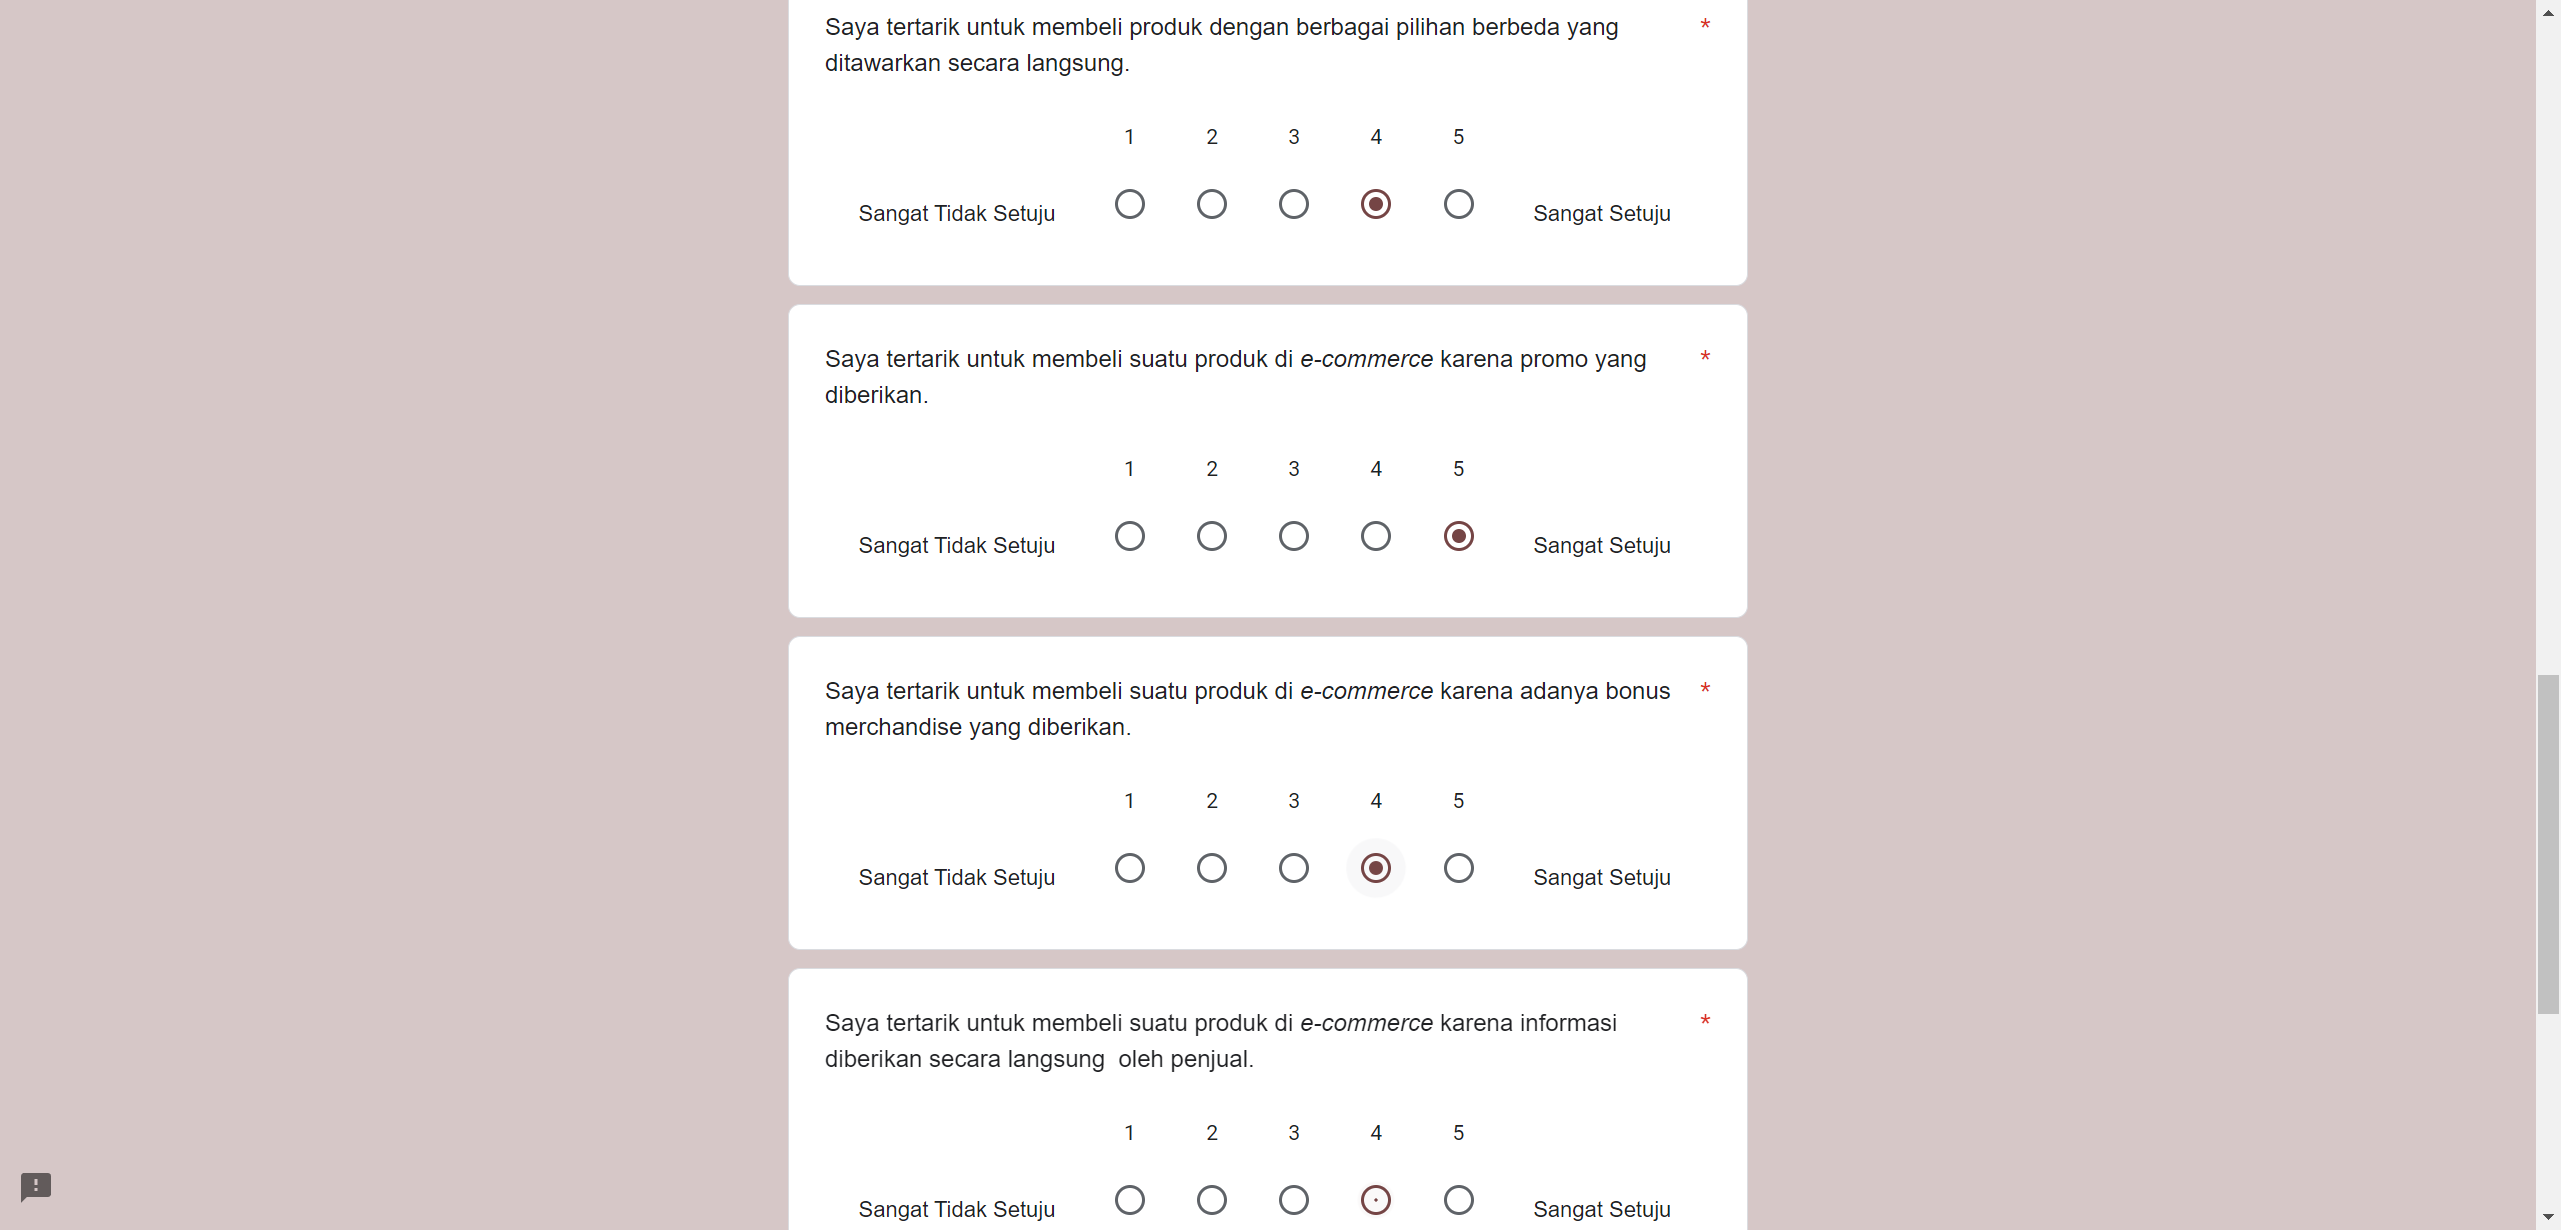 Saya tertarik untuk membeli produk dengan berbagai pilihan berbeda yang *
ditawarkan secara langsung.
1 2 3 4 5
Sangat Tidak Setuju Sangat Setuju
Saya tertarik untuk membeli suatu produk di e-commerce karena promo yang *
diberikan.
1 2 3 4 5
Sangat Tidak Setuju Sangat Setuju
Saya tertarik untuk membeli suatu produk di e-commerce karena adanya bonus *
merchandise yang diberikan.
1 2 3 4 5
Sangat Tidak Setuju Sangat Setuju
Saya tertarik untuk membeli suatu produk di e-commerce karena informasi *
diberikan secara langsung  oleh penjual.
1 2 3 4 5
Sangat Tidak Setuju Sangat Setuju